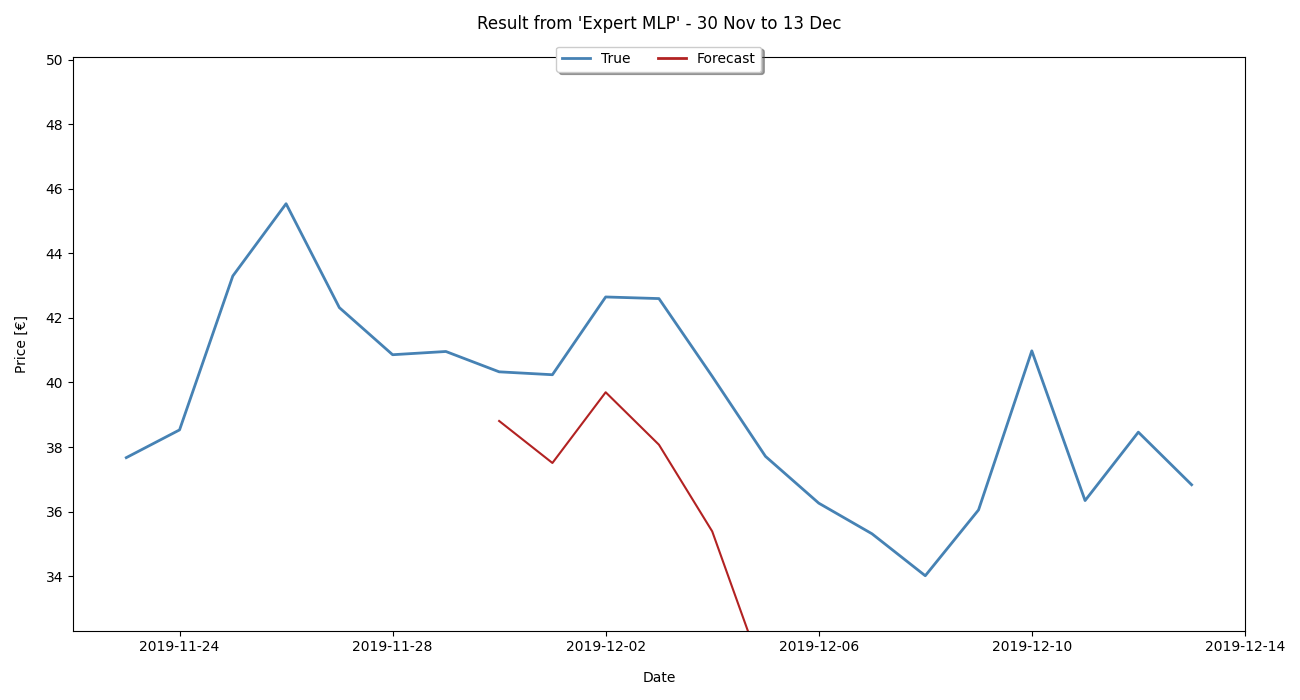 Result from 'Expert MLP' - 30 Nov to 13 Dec
True Forecast
50
48
46
44
42
40
38
36
34
Price [€]
2019-11-24 2019-11-28 2019-12-02 2019-12-06 2019-12-10 2019-12-14
Date